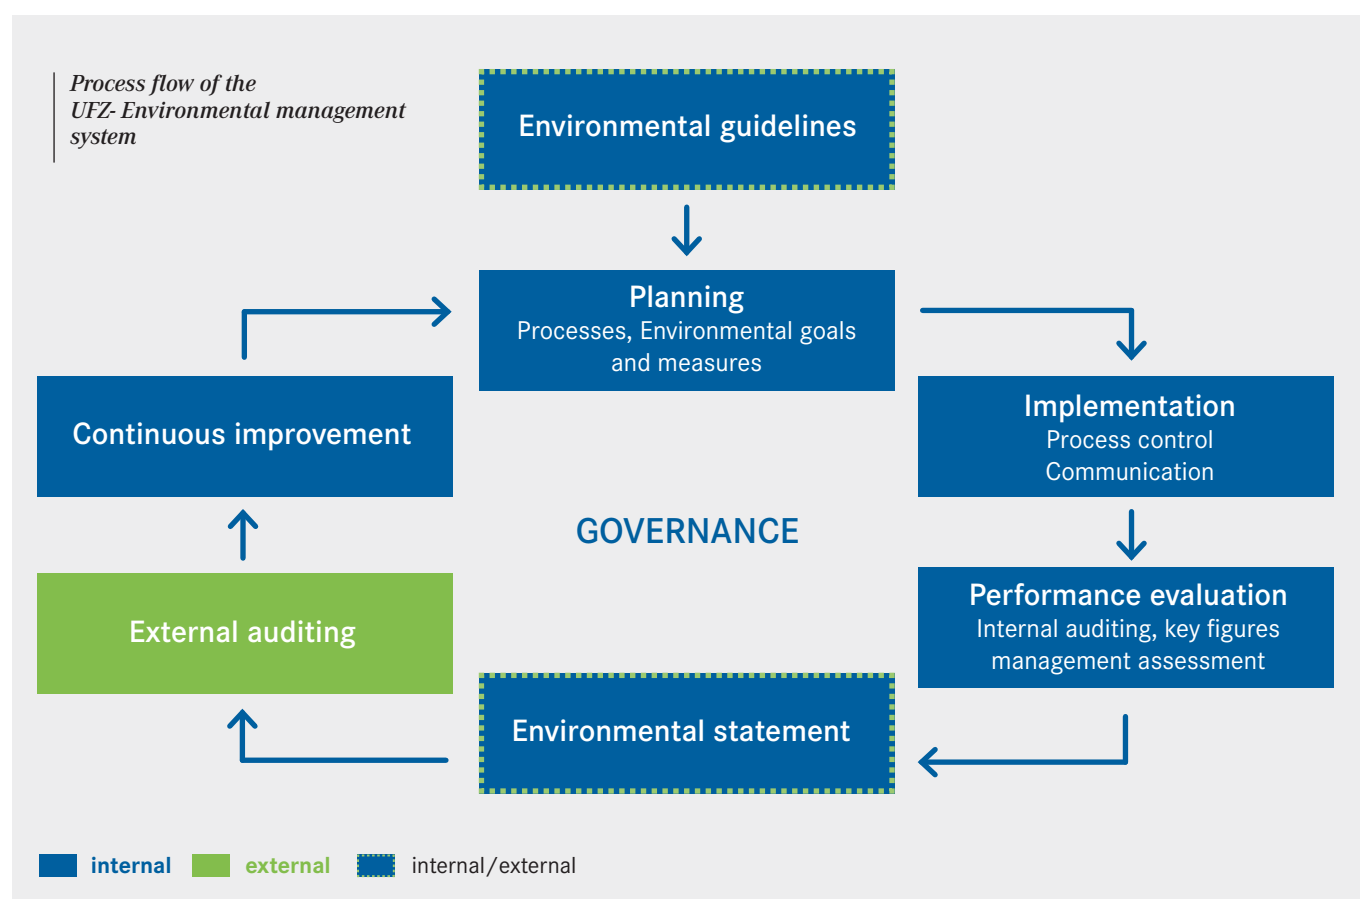 Process flow of the
UFZ- Environmental management
system
Environmental guidelines
Planning
Processes, Environmental goals
and measures
Implementation
Process control
Communication
Continuous improvement
GOVERNANCE
Performance evaluation
Internal auditing, key figures
management assessment
External auditing
Environmental statement
internal
external
internal/external